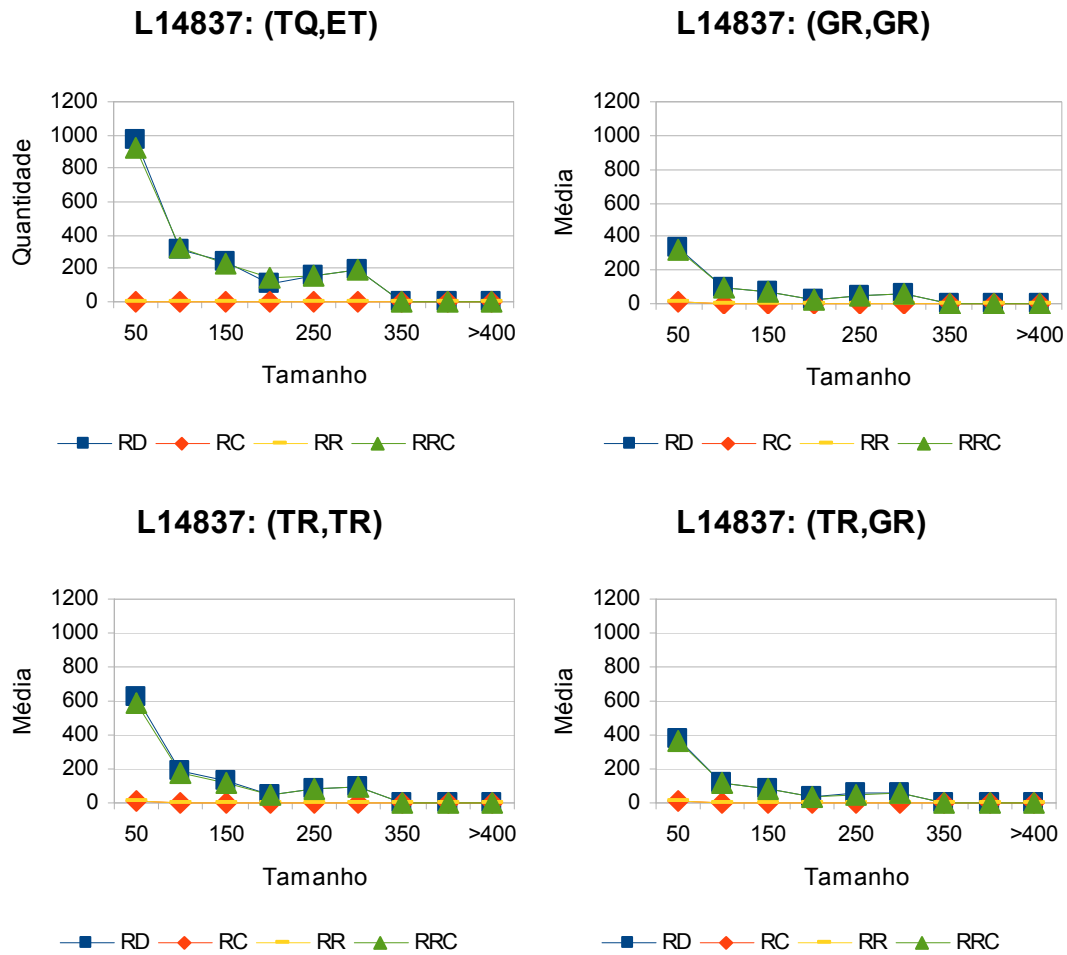 L14837: (TQ,ET)
Quantidade
1200
1000
800
600
400
200
0
50 150 250 350 >400
Tamanho
RD RC RR RRC
L14837: (GR,GR)
Média
1200
1000
800
600
400
200
0
50 150 250 350 >400
Tamanho
RD RC RR RRC
L14837: (TR,TR)
Média
1200
1000
800
600
400
200
0
50 150 250 350 >400
Tamanho
RD RC RR RRC
L14837: (TR,GR)
Média
1200
1000
800
600
400
200
0
50 150 250 350 >400
Tamanho
RD RC RR RRC